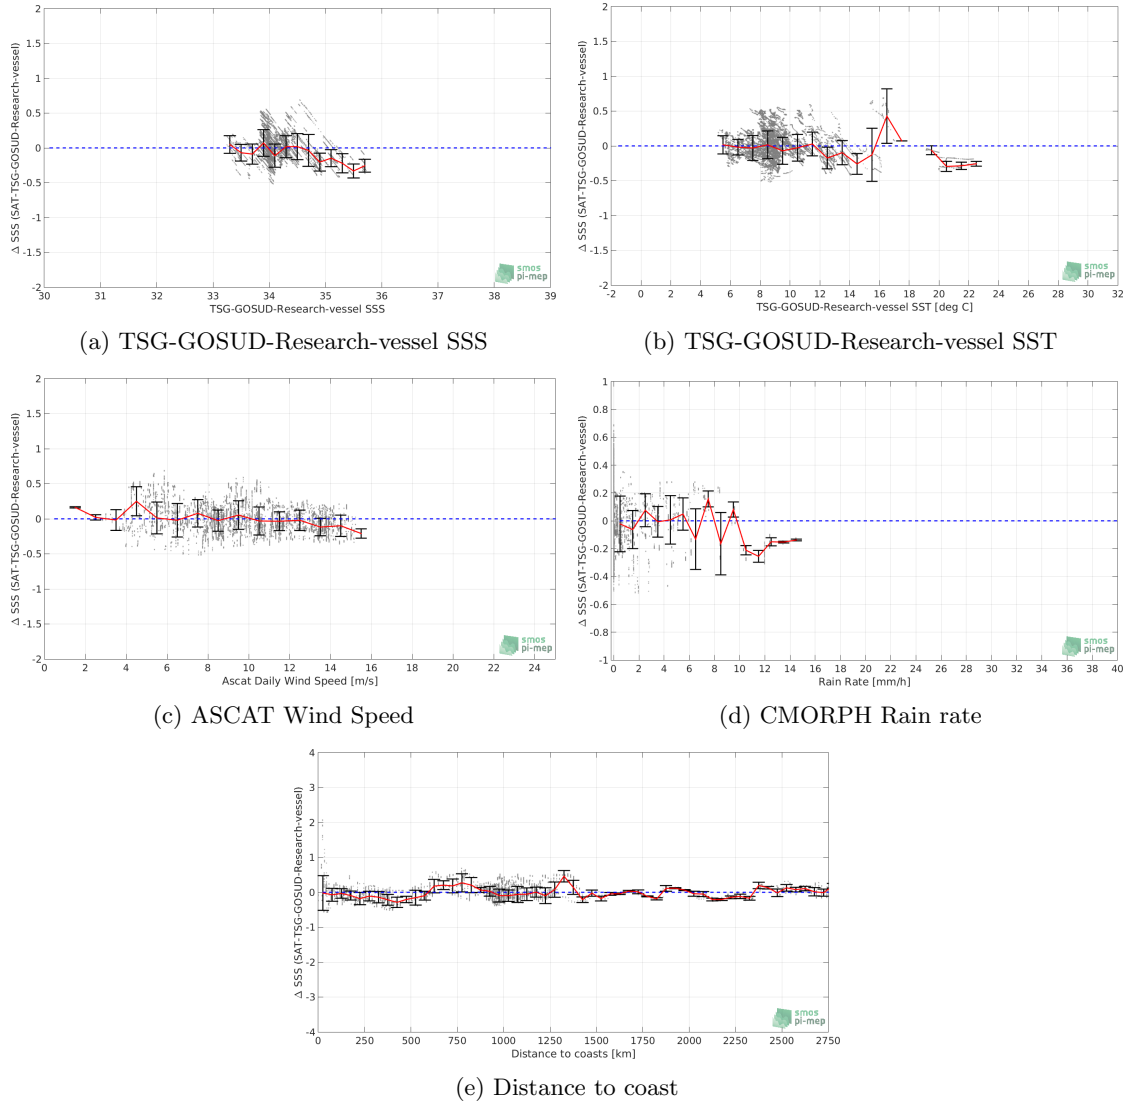 2
1.5
1
0.5
0
-0.5
-1
-1.5
-2
Δ SSS (SAT-TSG-GOSUD-Research-vessel)
30 31 32 33 34 35 36 37 38 39
TSG-GOSUD-Research-vessel SSS
smos
pi-mep
(a) TSG-GOSUD-Research-vessel SSS
2
1.5
1
0.5
0
-0.5
-1
-1.5
-2
Δ SSS (SAT-TSG-GOSUD-Research-vessel)
-2 0 2 4 6 8 10 12 14 16 18 20 22 24 26 28 30 32
TSG-GOSUD-Research-vessel SST [deg C]
smos
pi-mep
(b) TSG-GOSUD-Research-vessel SST
2
1.5
1
0.5
0
-0.5
-1
-1.5
-2
Δ SSS (SAT-TSG-GOSUD-Research-vessel)
0 2 4 6 8 10 12 14 16 18 20 22 24
Ascat Daily Wind Speed [m/s]
smos
pi-mep
(c) ASCAT Wind Speed
1
0.8
0.6
0.4
0.2
0
-0.2
-0.4
-0.6
-0.8
-1
Δ SSS (SAT-TSG-GOSUD-Research-vessel)
0 2 4 6 8 10 12 14 16 18 20 22 24 26 28 30 32 34 36 38 40
Rain Rate [mm/h]
smos
pi-mep
(d) CMORPH Rain rate
4
3
2
1
0
-1
-2
-3
-4
Δ SSS (SAT-TSG-GOSUD-Research-vessel)
0 250 500 750 1000 1250 1500 1750 2000 2250 2500 2750
Distance to coasts [km]
smos
pi-mep
(e) Distance to coast